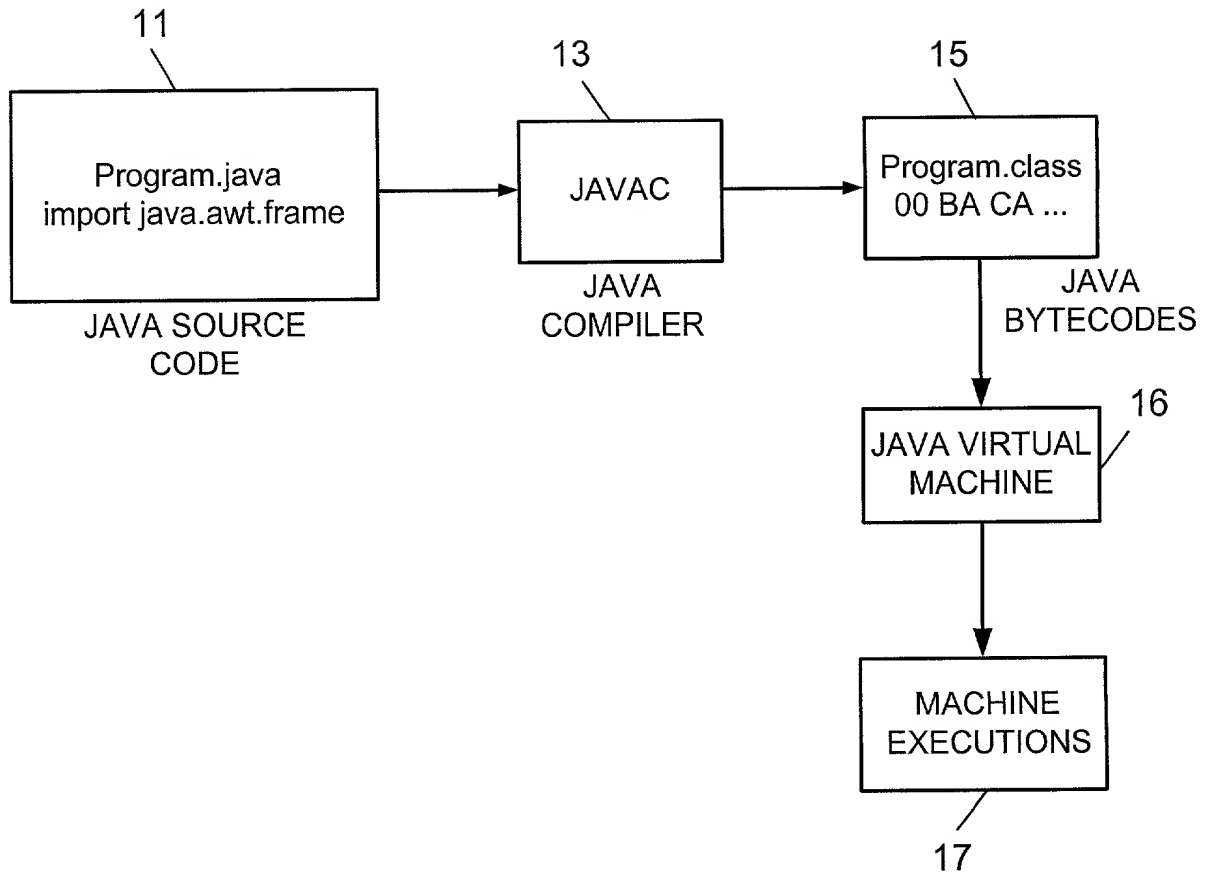 11
Program.java
import java.awt.frame
JAVA SOURCE
CODE
13
JAVAC
JAVA
COMPILER
15
Program.class
00 BA CA ...
JAVA
BYTECODES
16
JAVA VIRTUAL
MACHINE
MACHINE
EXECUTIONS
17